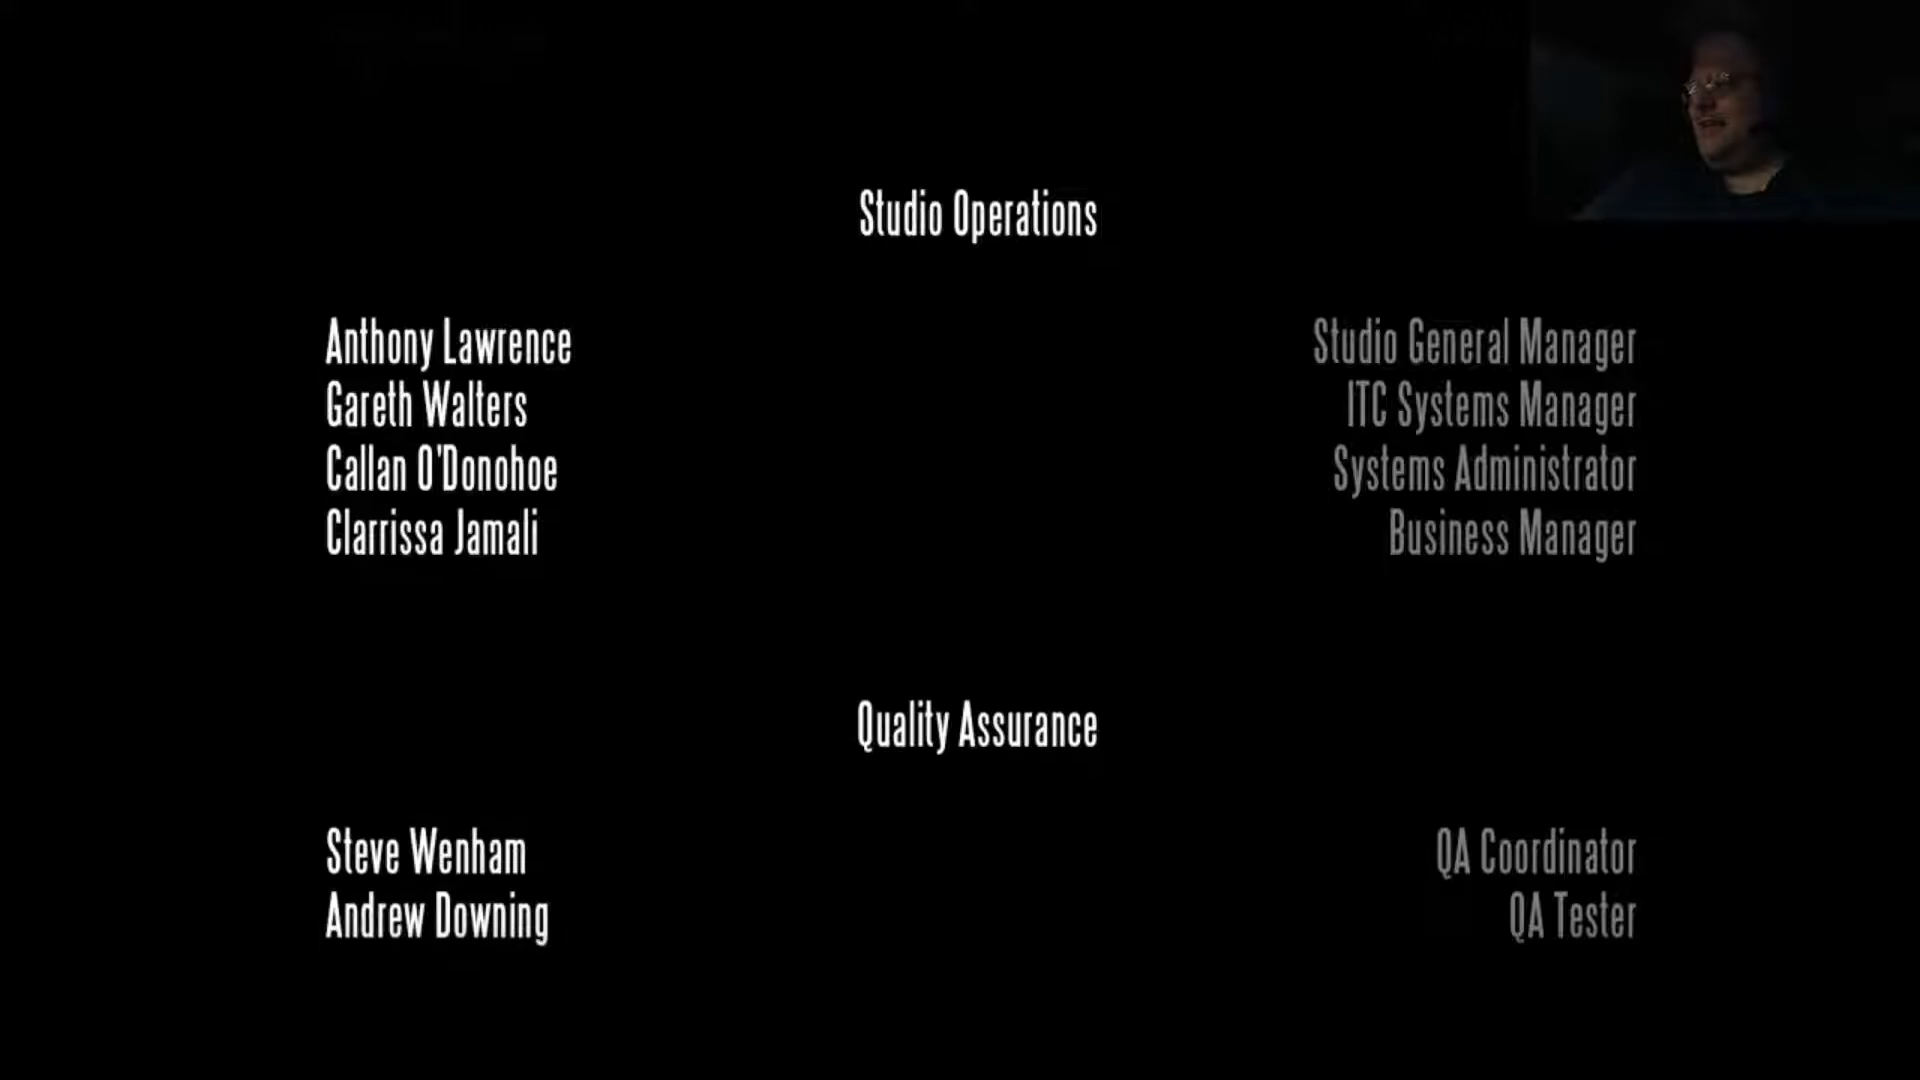 Studio Operations
Anthony Lawrence Studio General Manager
Gareth Walters ITC Systems Manager
Callan O'Donohoe Systems Administrator
Clarrissa Jamali Business Manager
Quality Assurance
Steve Wenham QA Coordinator
Andrew Downing QA Tester